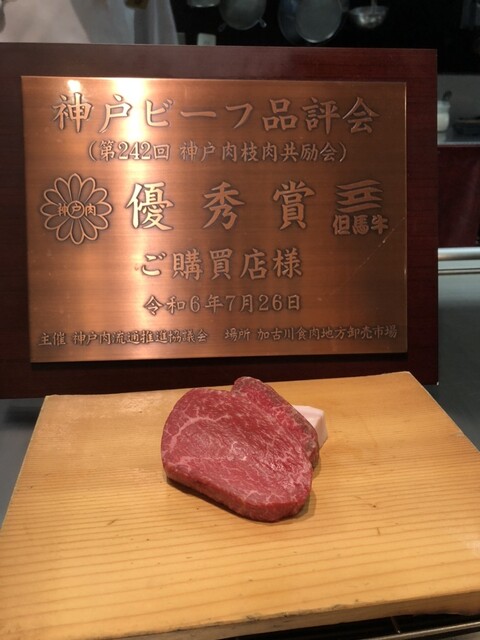 神戸ビーフ品評会
(第242回 神戸肉枝肉共励会)
神戸肉
優秀賞
但馬牛
ご購買店様
令和6年7月26日
主催 神戸肉流通推進協議会 場所 加古川食肉地方卸売市場